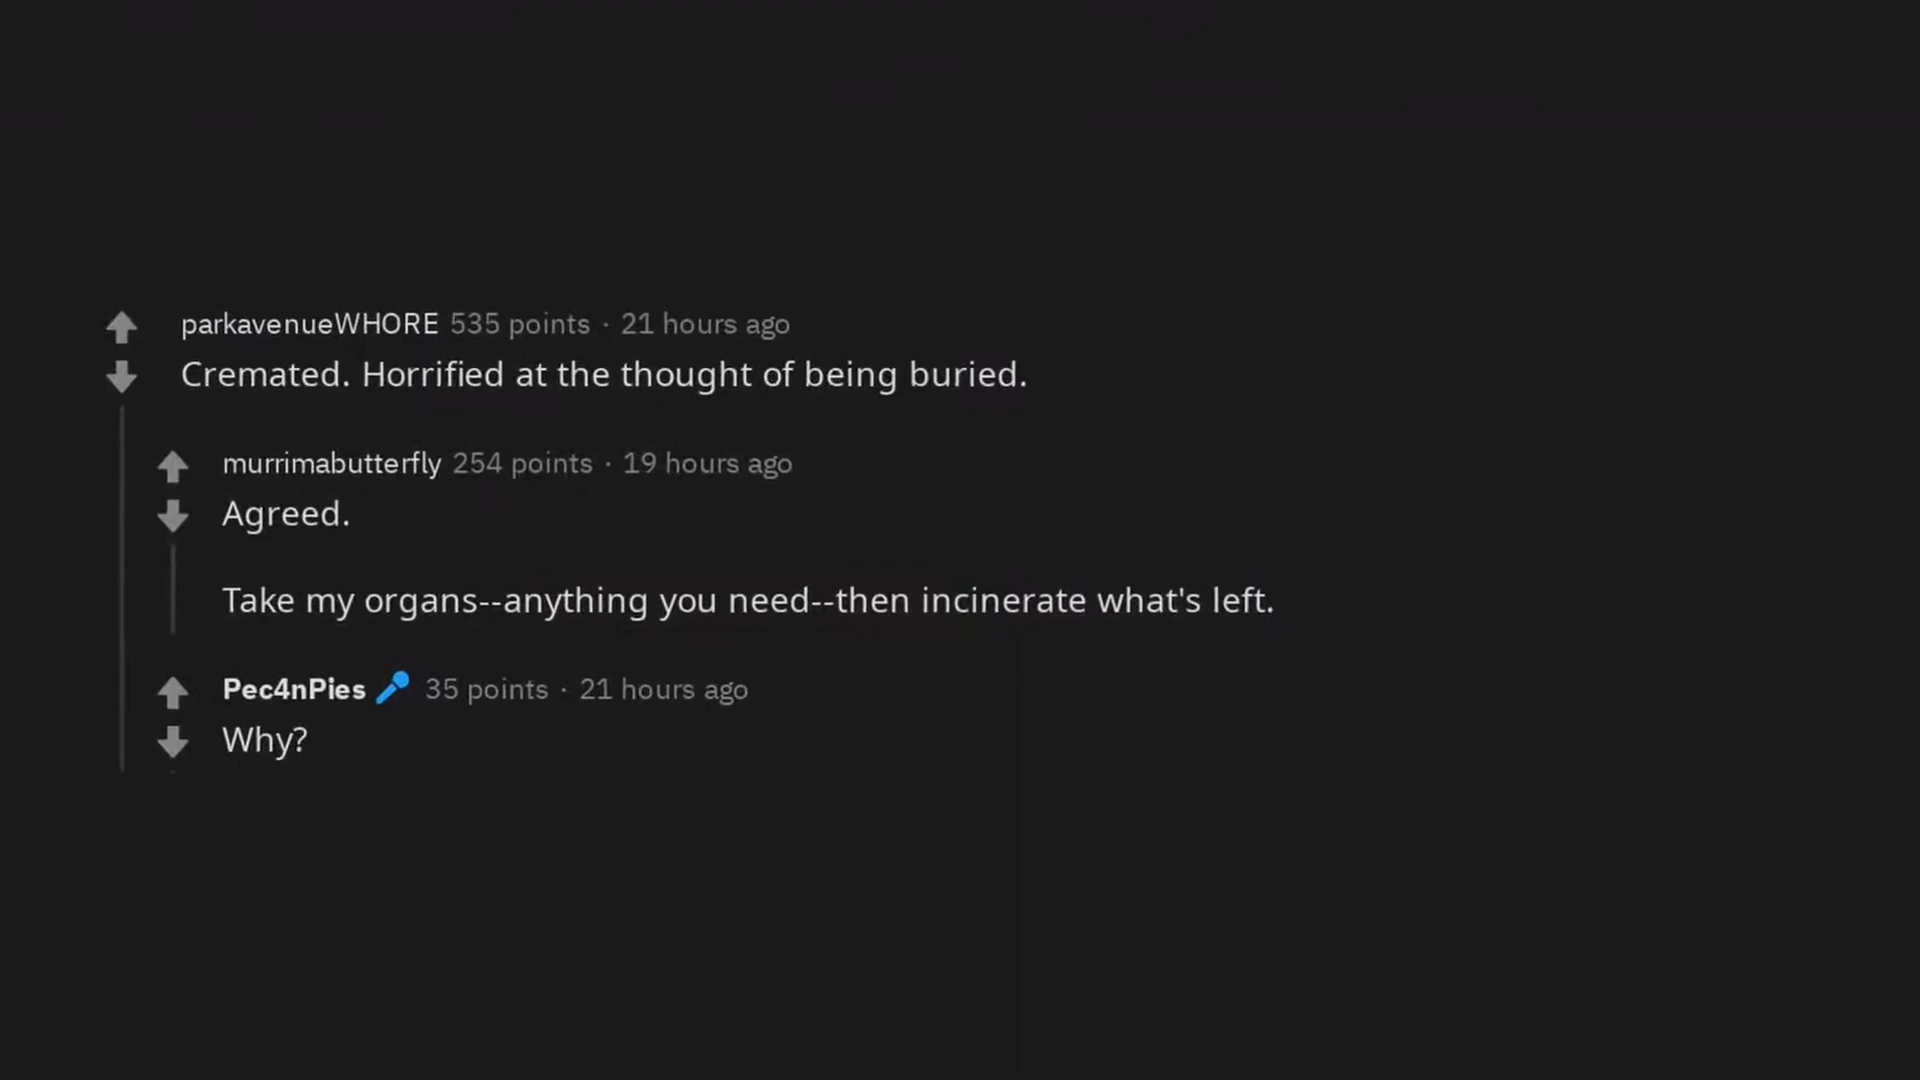 parkavenueWHORE 535 points · 21 hours ago
Cremated. Horrified at the thought of being buried.
murrimabutterfly 254 points · 19 hours ago
Agreed.
Take my organs--anything you need--then incinerate what's left.
Pec4nPies 35 points · 21 hours ago
Why?